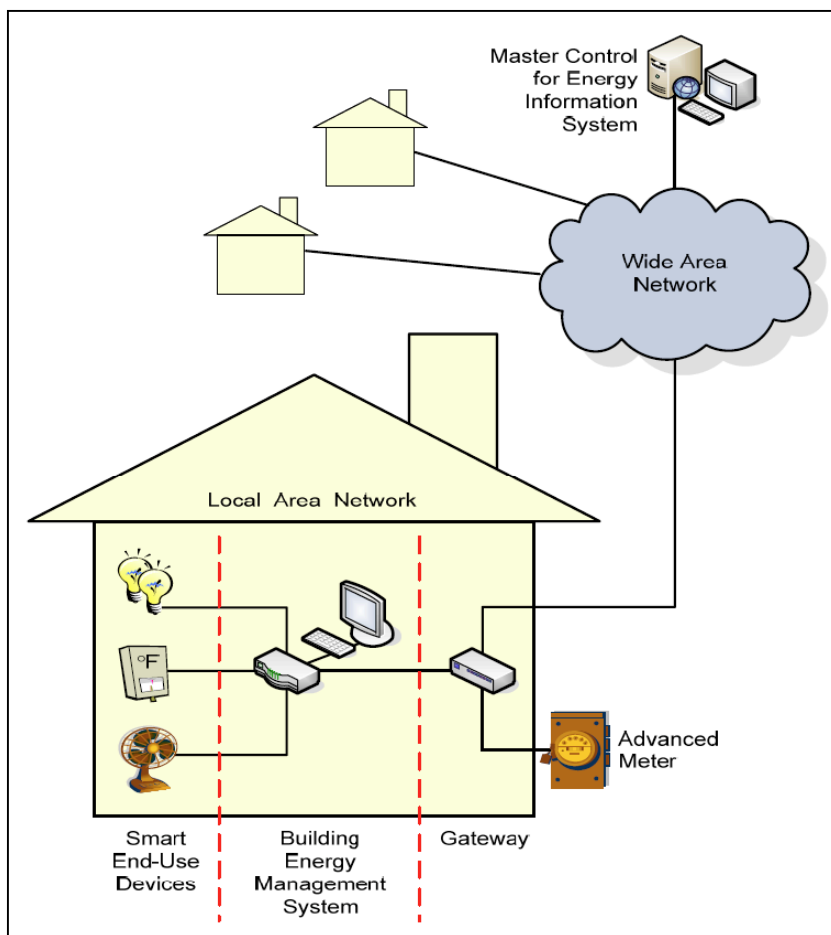 Master Control
for Energy
Information
System
Wide Area
Network
Local Area Network
°F
Advanced
Meter
Smart
End-Use
Devices
Building
Energy
Management
System
Gateway